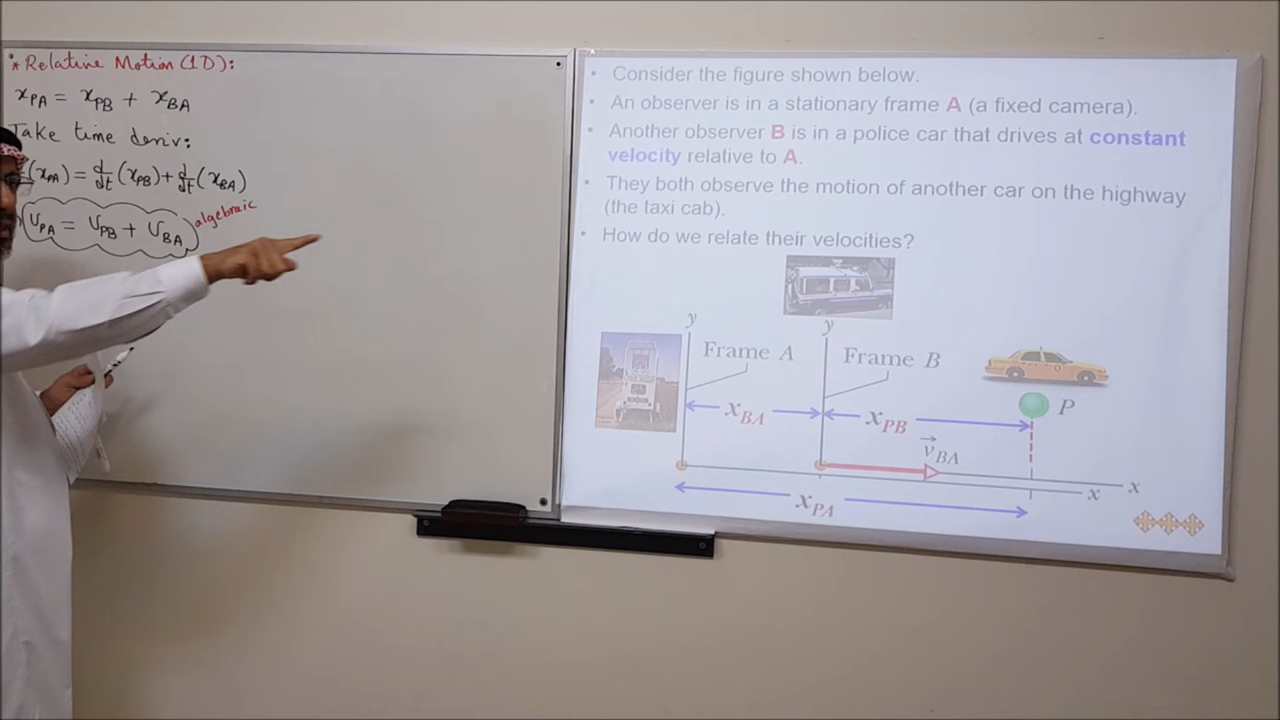 * Relative Motion (1D):
x_PA = x_PB + x_BA
Take time deriv:
(x_PA) = d/dt (x_PB) + d/dt (x_BA)
v_PA = v_PB + v_BA algebraic
• Consider the figure shown below.
• An observer is in a stationary frame A (a fixed camera).
• Another observer B is in a police car that drives at constant
velocity relative to A.
• They both observe the motion of another car on the highway
(the taxi cab).
• How do we relate their velocities?
y
y
Frame A
Frame B
x_BA
x_PB
P
v_BA
x
x
x_PA